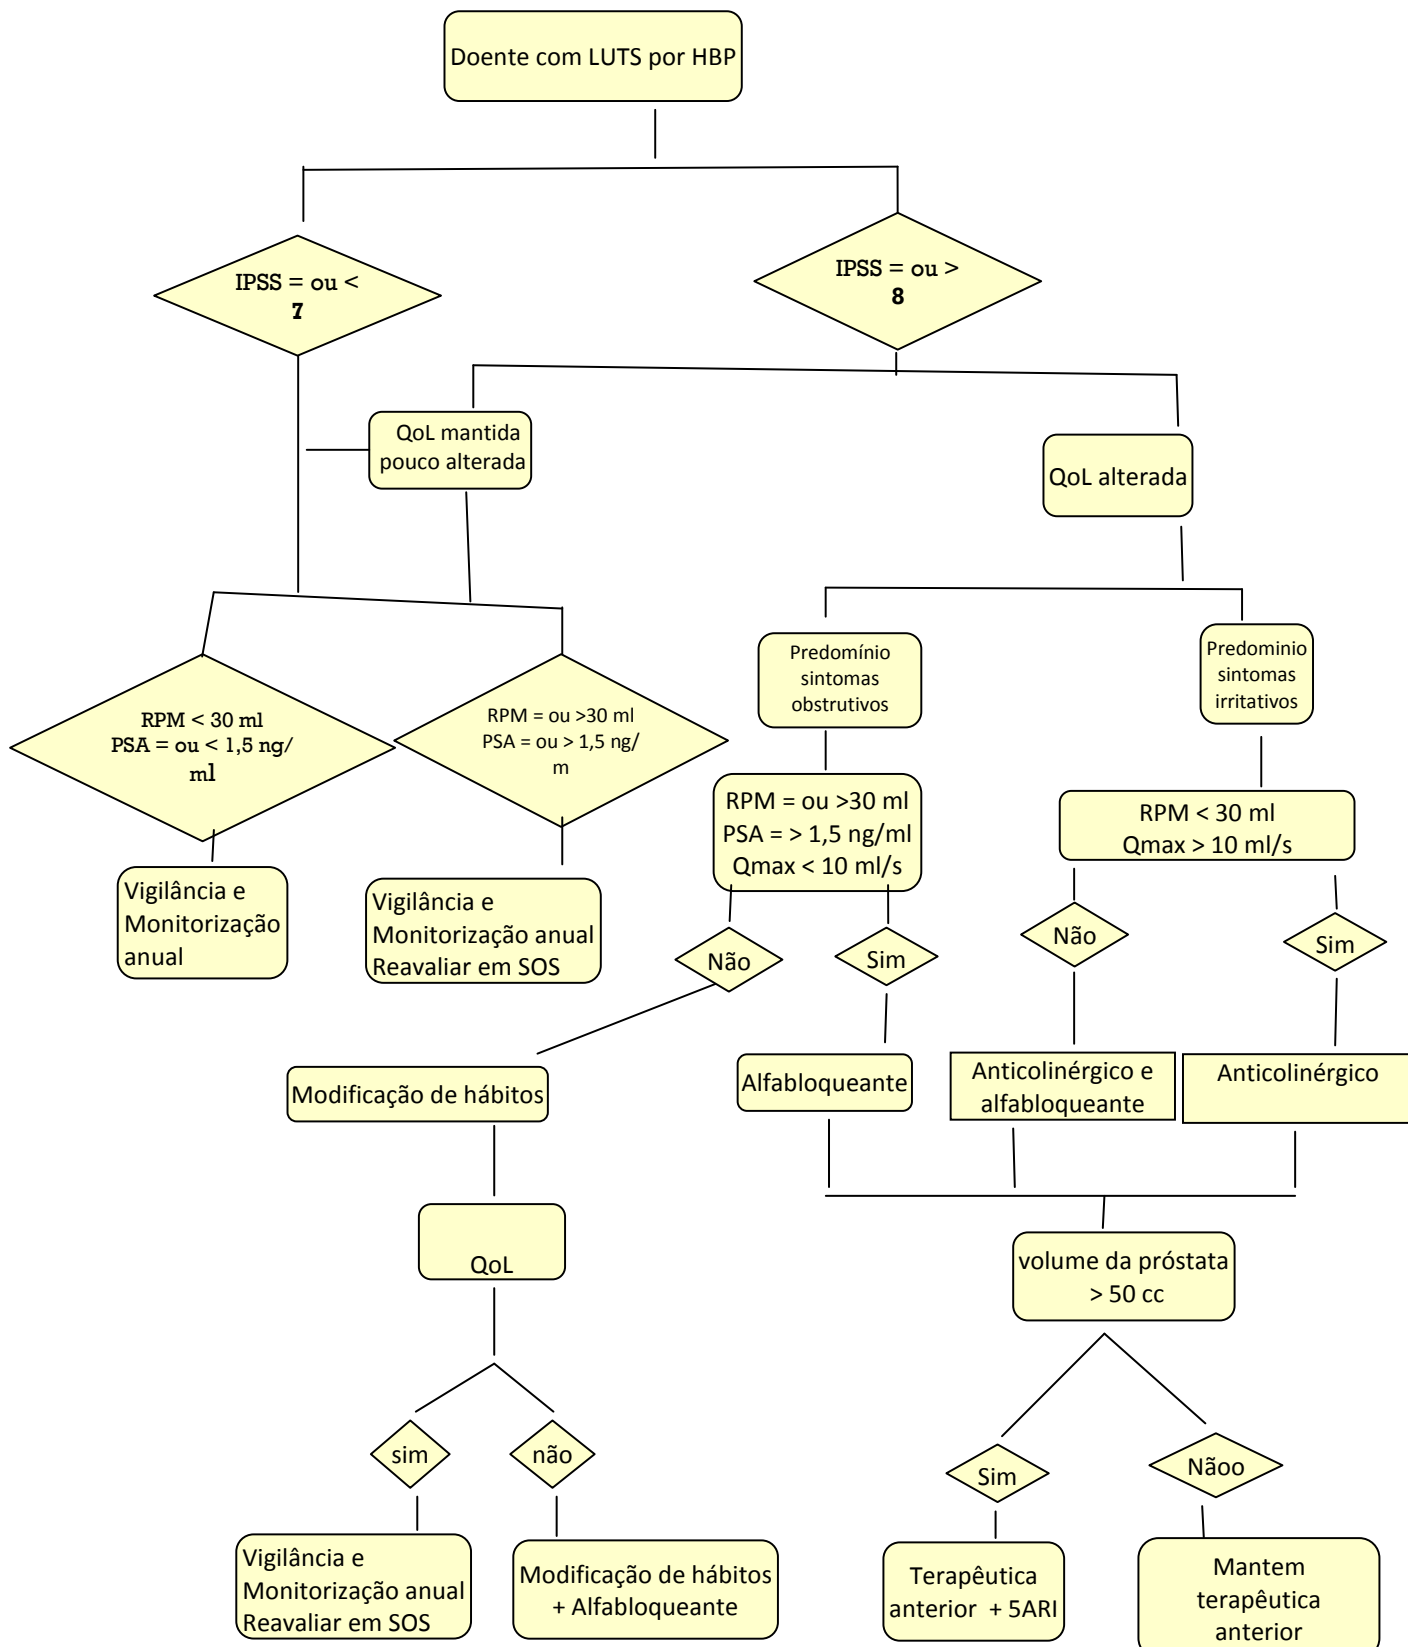 Doente com LUTS por HBP
IPSS = ou <
7
IPSS = ou >
8
QoL mantida
pouco alterada
QoL alterada
Predomínio
sintomas
obstrutivos
Predominio
sintomas
irritativos
RPM < 30 ml
PSA = ou < 1,5 ng/
ml
RPM = ou >30 ml
PSA = ou > 1,5 ng/
m
RPM = ou >30 ml
PSA = > 1,5 ng/ml
Qmax < 10 ml/s
RPM < 30 ml
Qmax > 10 ml/s
Vigilância e
Monitorização
anual
Vigilância e
Monitorização anual
Reavaliar em SOS
Não
Sim
Não
Sim
Modificação de hábitos
Alfabloqueante
Anticolinérgico e
alfabloqueante
Anticolinérgico
QoL
volume da próstata
> 50 cc
sim
não
Sim
Nãoo
Vigilância e
Monitorização anual
Reavaliar em SOS
Modificação de hábitos
+ Alfabloqueante
Terapêutica
anterior + 5ARI
Mantem
terapêutica
anterior